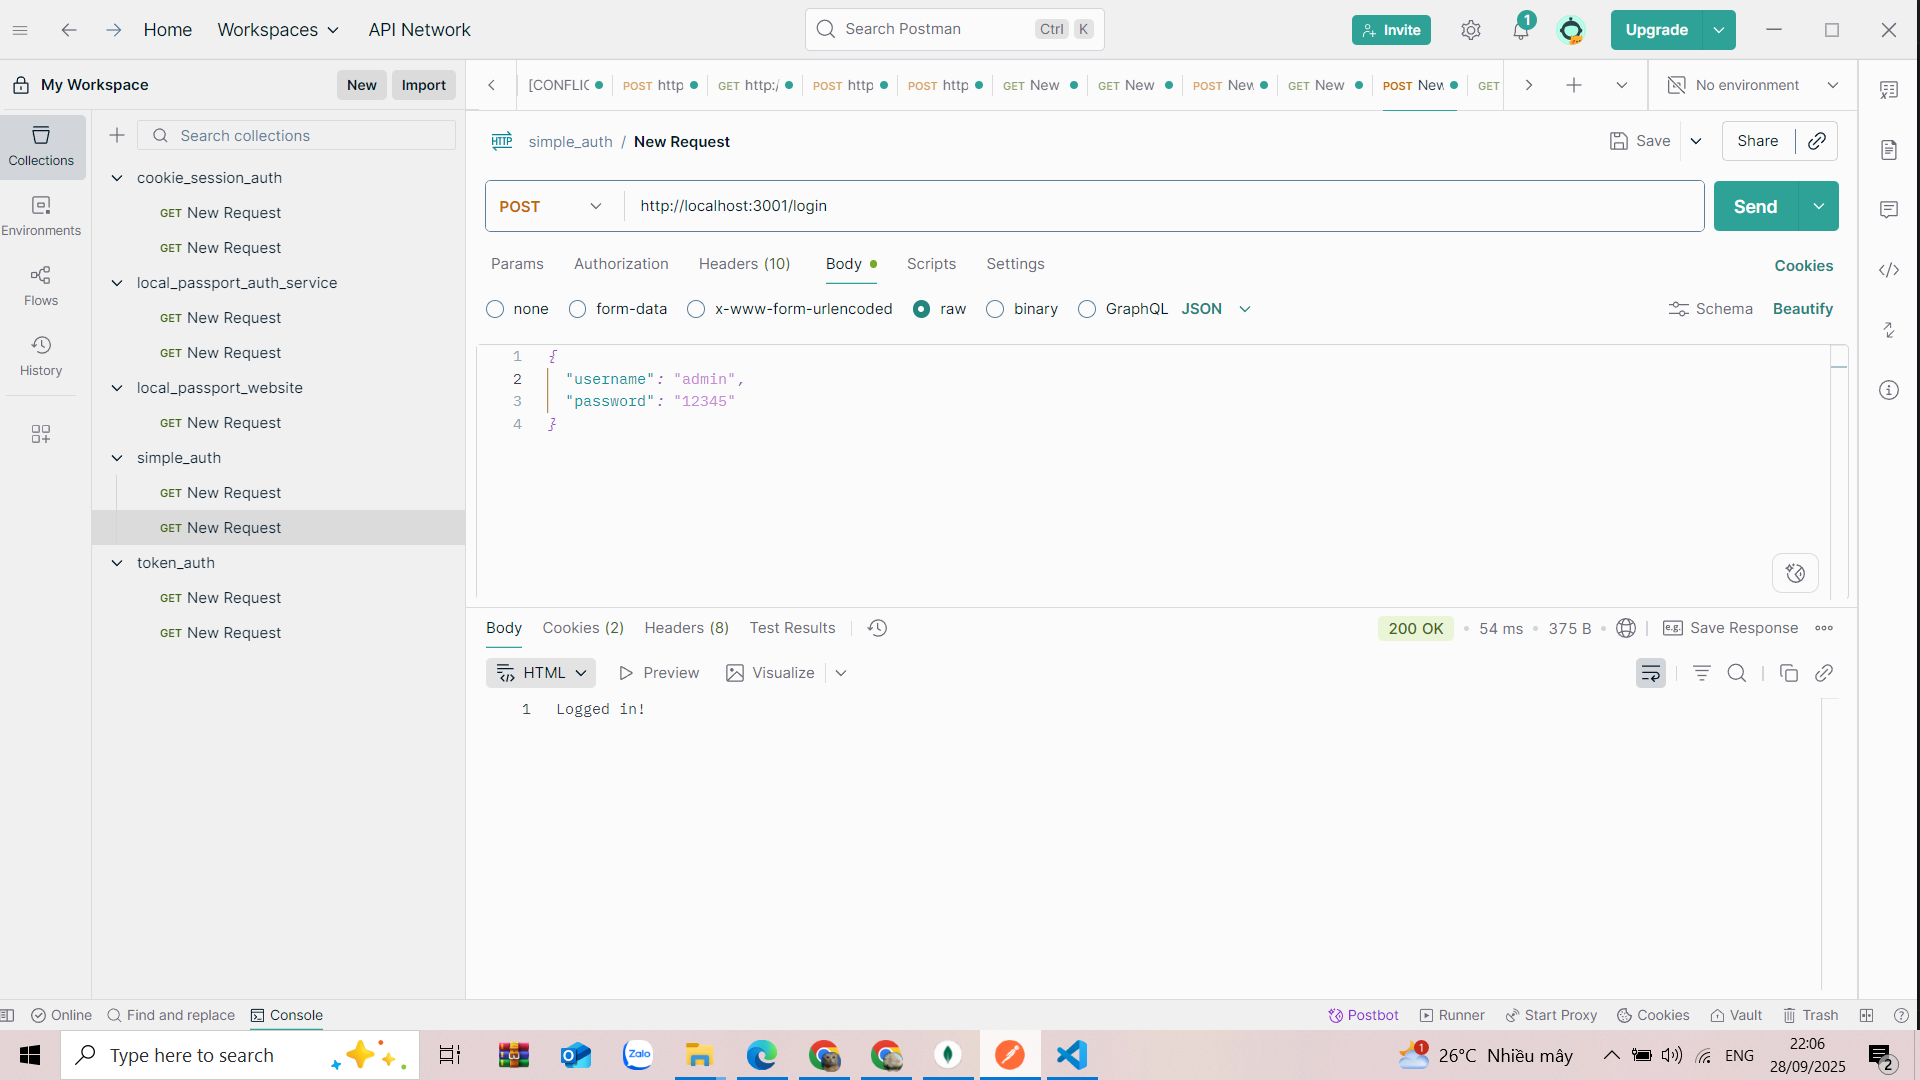 Home
Workspaces
API Network
Search Postman
Ctrl K
Invite
1
Upgrade
My Workspace
New
Import
[CONFLIC
POST http
GET http:/
POST http
POST http
GET New
GET New
POST New
GET New
POST New
GET
No environment
Collections
Environments
Flows
History
Search collections
cookie_session_auth
GET New Request
GET New Request
local_passport_auth_service
GET New Request
GET New Request
local_passport_website
GET New Request
simple_auth
GET New Request
GET New Request
token_auth
GET New Request
GET New Request
HTTP simple_auth / New Request
Save
Share
POST
http://localhost:3001/login
Send
Params
Authorization
Headers (10)
Body
Scripts
Settings
Cookies
none
form-data
x-www-form-urlencoded
raw
binary
GraphQL
JSON
Schema
Beautify
1 {
2 "username": "admin",
3 "password": "12345"
4 }
Body
Cookies (2)
Headers (8)
Test Results
200 OK
54 ms
375 B
e.g. Save Response
HTML
Preview
Visualize
1 Logged in!
Online
Find and replace
Console
Postbot
Runner
Start Proxy
Cookies
Vault
Trash
Type here to search
Zalo
1
26°C Nhiều mây
ENG
22:06
28/09/2025
2